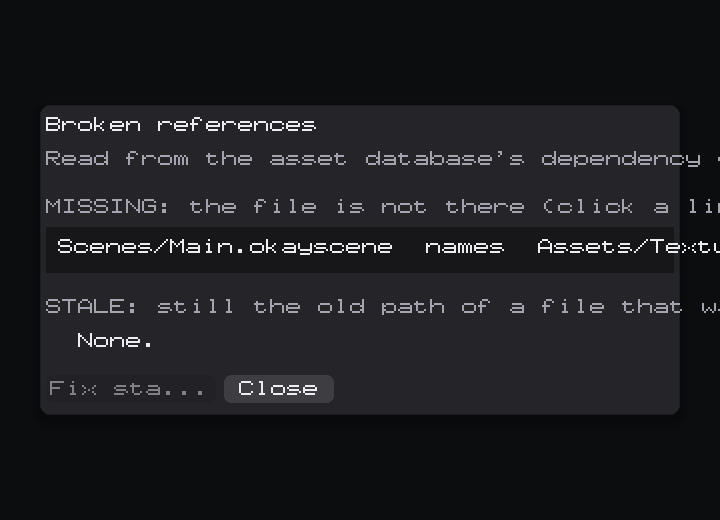 Broken references
Read from the asset database's dependency
MISSING: the file is not there (click a
Scenes/Main.okayscene names Assets/Textu
STALE: still the old path of a file that
None.
Fix sta...
Close